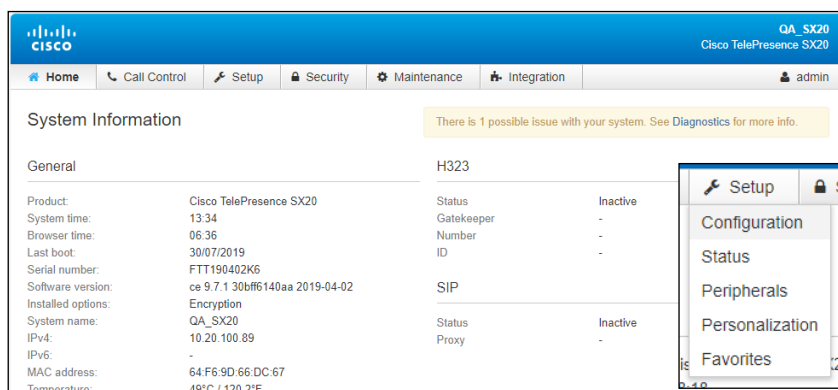 CISCO
QA_SX20
Cisco TelePresence SX20
Home Call Control Setup Security Maintenance Integration admin
System Information
There is 1 possible issue with your system. See Diagnostics for more info.
General
Product: Cisco TelePresence SX20
System time: 13:34
Browser time: 06:36
Last boot: 30/07/2019
Serial number: FTT190402K6
Software version: ce 9.7.1 30bff6140aa 2019-04-02
Installed options: Encryption
System name: QA_SX20
IPv4: 10.20.100.89
IPv6: -
MAC address: 64:F6:9D:66:DC:67
Temperature: 49°C / 120.2°F
H323
Status Inactive
Gatekeeper -
Number -
ID -
SIP
Status Inactive
Proxy -
Setup
Configuration
Status
Peripherals
Personalization
Favorites